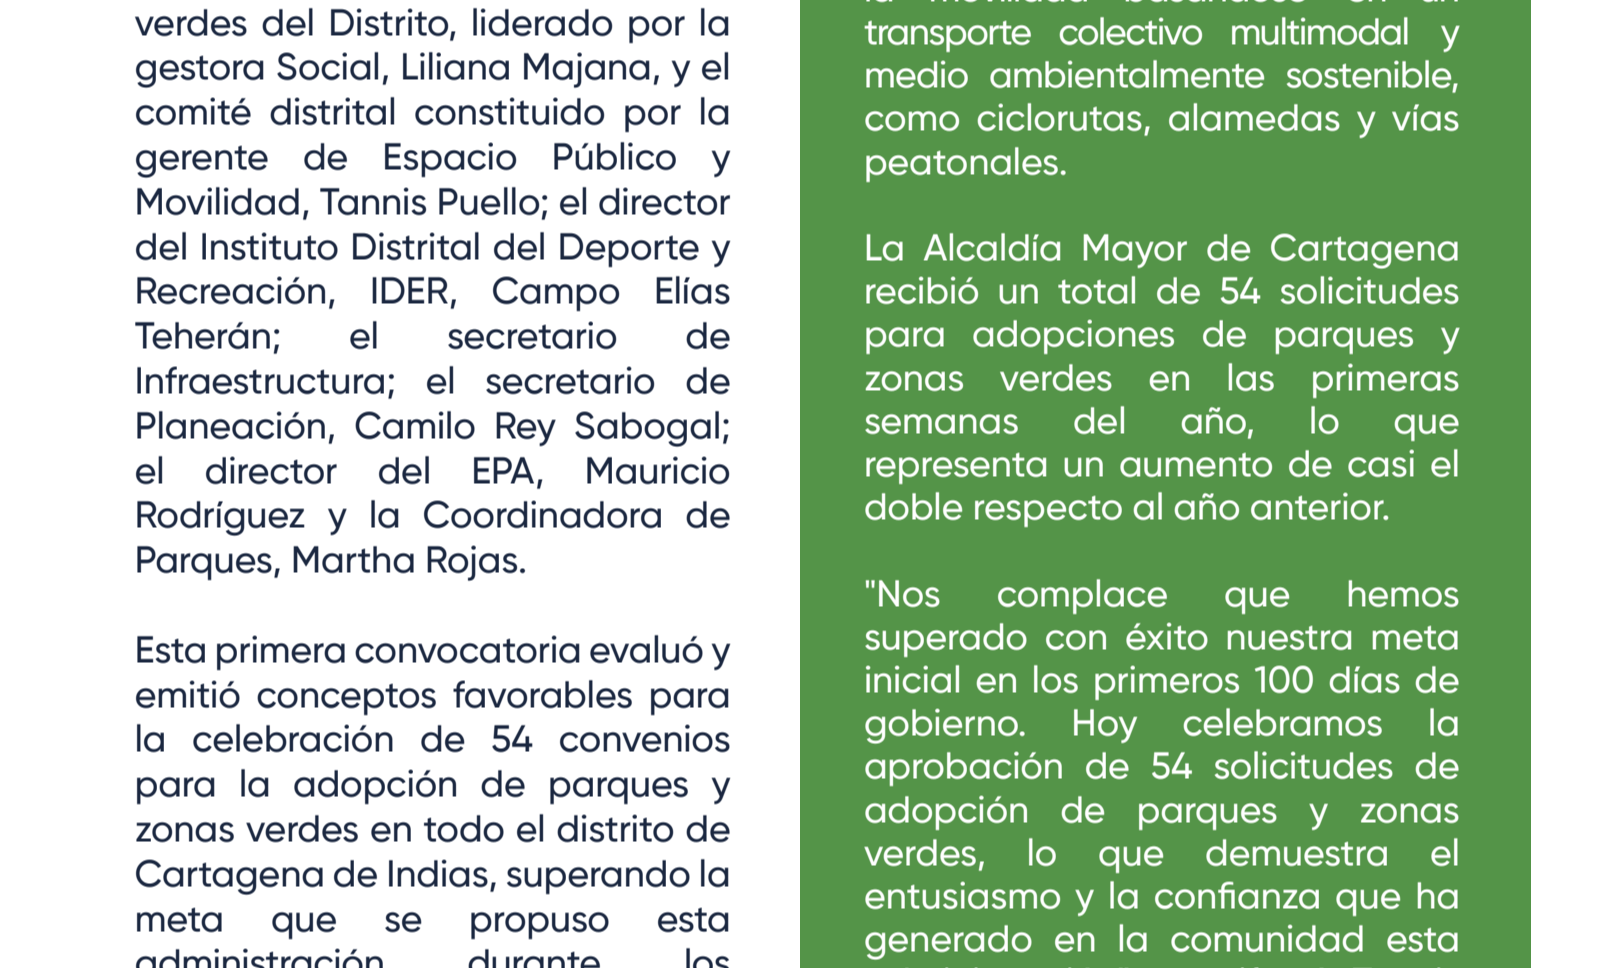 verdes del Distrito, liderado por la
gestora Social, Liliana Majana, y el
comité distrital constituido por la
gerente de Espacio Público y
Movilidad, Tannis Puello; el director
del Instituto Distrital del Deporte y
Recreación, IDER, Campo Elías
Teherán; el secretario de
Infraestructura; el secretario de
Planeación, Camilo Rey Sabogal;
el director del EPA, Mauricio
Rodríguez y la Coordinadora de
Parques, Martha Rojas.
Esta primera convocatoria evaluó y
emitió conceptos favorables para
la celebración de 54 convenios
para la adopción de parques y
zonas verdes en todo el distrito de
Cartagena de Indias, superando la
meta que se propuso esta
administración durante los
la movilidad basándose en un
transporte colectivo multimodal y
medio ambientalmente sostenible,
como ciclorutas, alamedas y vías
peatonales.
La Alcaldía Mayor de Cartagena
recibió un total de 54 solicitudes
para adopciones de parques y
zonas verdes en las primeras
semanas del año, lo que
representa un aumento de casi el
doble respecto al año anterior.
"Nos complace que hemos
superado con éxito nuestra meta
inicial en los primeros 100 días de
gobierno. Hoy celebramos la
aprobación de 54 solicitudes de
adopción de parques y zonas
verdes, lo que demuestra el
entusiasmo y la confianza que ha
generado en la comunidad esta